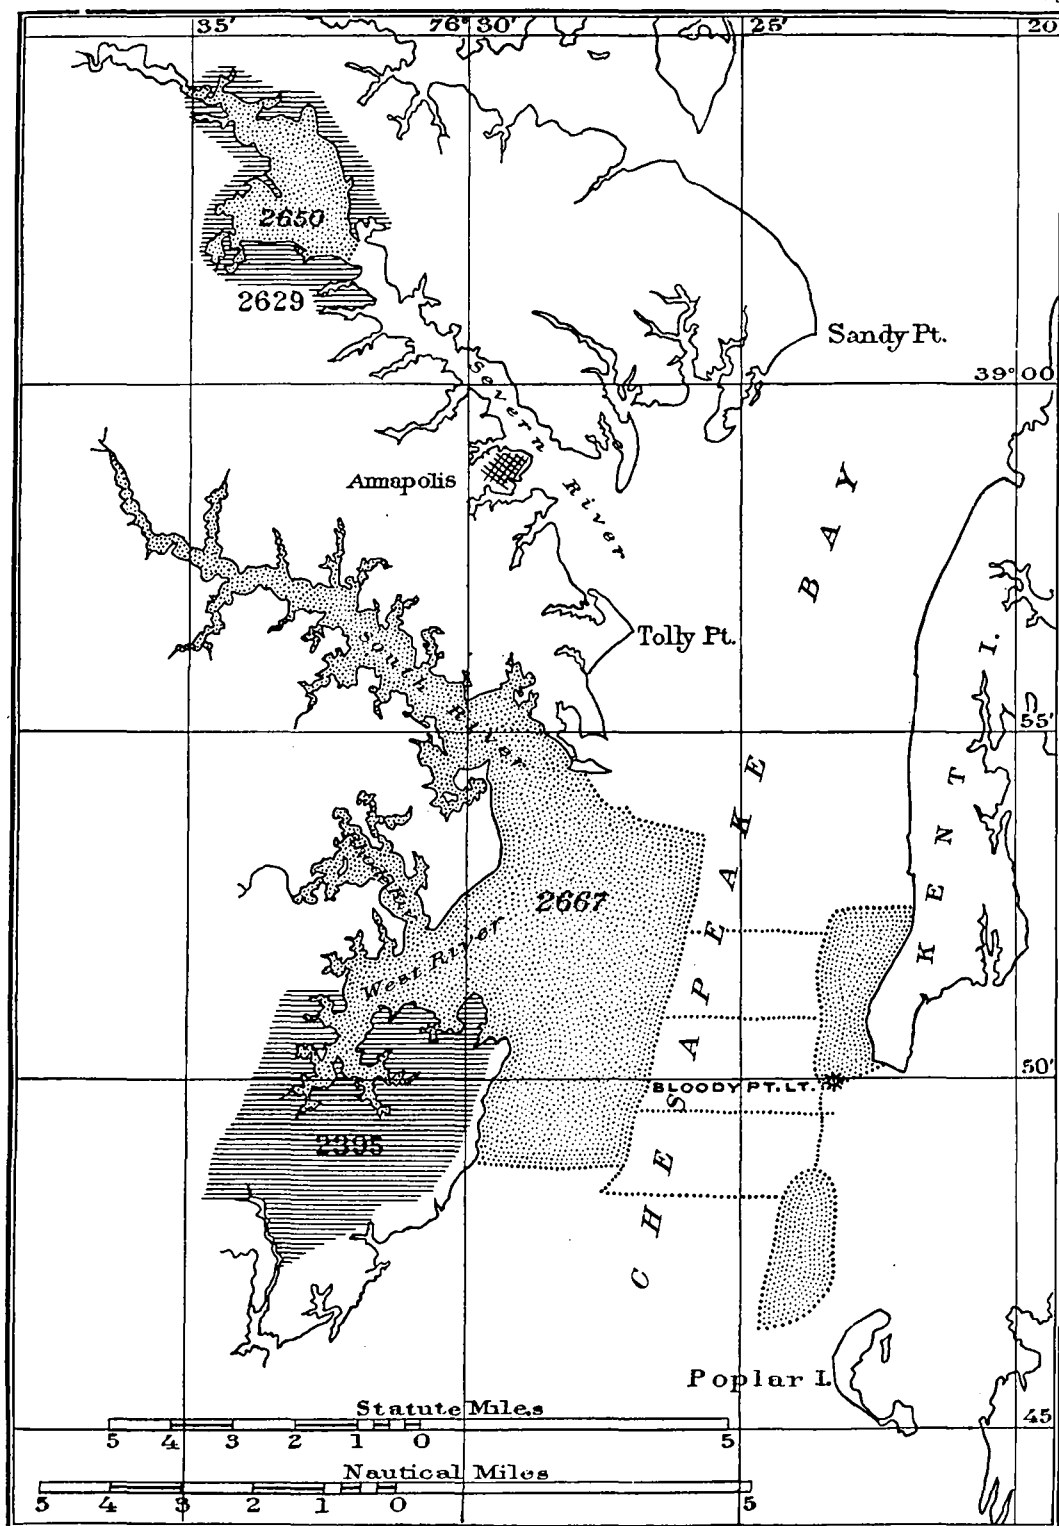 35' 76° 30' 25' 20'
2650
2629
Sandy Pt.
39° 00
Severn River
Annapolis
CHESAPEAKE BAY
Tolly Pt.
KENT I.
South River
55'
2667
West River
50'
BLOODY PT. LT.
2395
Poplar I.
45'
Statute Miles
5 4 3 2 1 0 5
Nautical Miles
5 4 3 2 1 0 5